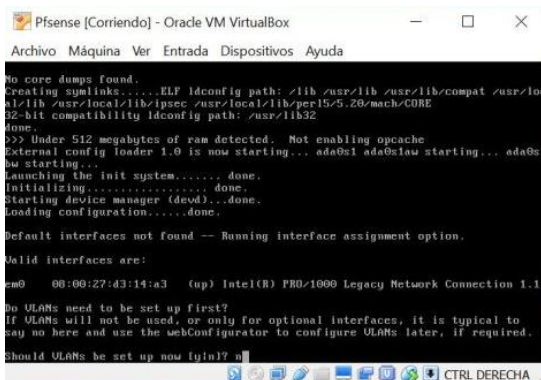 Pfsense [Corriendo] - Oracle VM VirtualBox
Archivo Máquina Ver Entrada Dispositivos Ayuda
No core dumps found.
Creating symlinks......ELF ldconfig path: /lib /usr/lib /usr/lib/compat /usr/lo
al/lib /usr/local/lib/ipsec /usr/local/lib/perl5/5.20/mach/CORE
32-bit compatibility ldconfig path: /usr/lib32
done.
>>> Under 512 megabytes of ram detected.  Not enabling opcache
External config loader 1.0 is now starting... ada0s1 ada0s1aw starting... ada0s
bw starting...
Launching the init system....... done.
Initializing................. done.
Starting device manager (devd)...done.
Loading configuration......done.
Default interfaces not found -- Running interface assignment option.
Valid interfaces are:
em0    08:00:27:d3:14:a3   (up) Intel(R) PRO/1000 Legacy Network Connection 1.1
Do VLANs need to be set up first?
If VLANs will not be used, or only for optional interfaces, it is typical to
say no here and use the webConfigurator to configure VLANs later, if required.
Should VLANs be set up now [y|n]? n
CTRL DERECHA